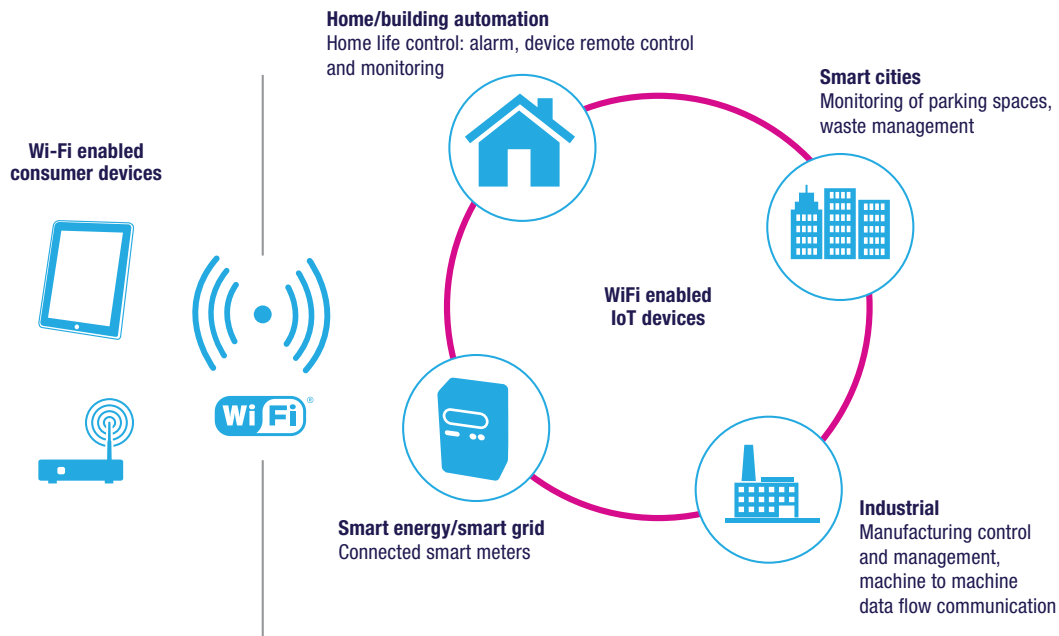 Home/building automation
Home life control: alarm, device remote control
and monitoring
Smart cities
Monitoring of parking spaces,
waste management
Wi-Fi enabled
consumer devices
WiFi enabled
IoT devices
Wi Fi ®
Smart energy/smart grid
Connected smart meters
Industrial
Manufacturing control
and management,
machine to machine
data flow communication